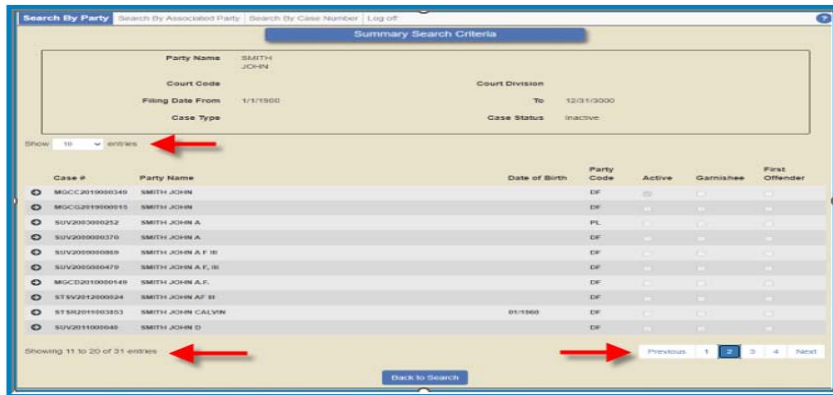 Search By Party Search By Associated Party Search By Case Number Log off ?
Summary Search Criteria
Party Name SMITH
JOHN
Court Code Court Division
Filing Date From 1/1/1900 To 12/31/3000
Case Type Case Status Inactive
Show 10 entries
Case # Party Name Date of Birth Party Code Active Garnishee First Offender
MGCC2019000349 SMITH JOHN DF
MGCG2019000015 SMITH JOHN DF
SUV2003000252 SMITH JOHN A PL
SUV2009000370 SMITH JOHN A DF
SUV2009000869 SMITH JOHN A F III DF
SUV2005000479 SMITH JOHN A F, III DF
MGCD2010000149 SMITH JOHN A.F. DF
STSV2012000024 SMITH JOHN AF III DF
STSR2011003853 SMITH JOHN CALVIN 01/1960 DF
SUV2011000040 SMITH JOHN D DF
Showing 11 to 20 of 31 entries Previous 1 2 3 4 Next
Back to Search